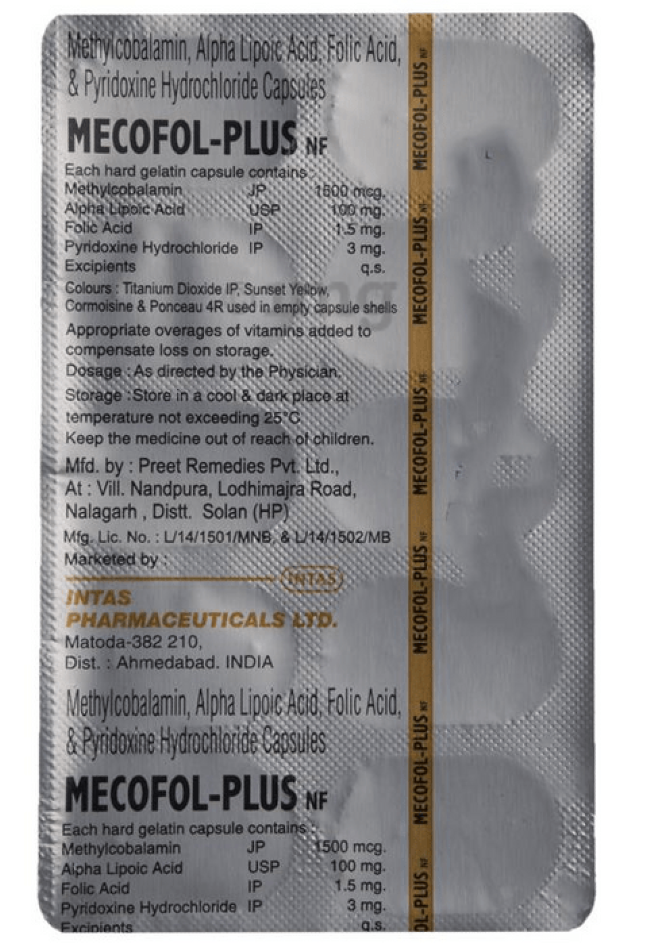 Methylcobalamin, Alpha Lipoic Acid, Folic Acid,
& Pyridoxine Hydrochloride Capsules
MECOFOL-PLUS NF
Each hard gelatin capsule contains :
Methylcobalamin JP 1500 mcg.
Alpha Lipoic Acid USP 100 mg.
Folic Acid IP 1.5 mg.
Pyridoxine Hydrochloride IP 3 mg.
Excipients q.s.
Colours : Titanium Dioxide IP, Sunset Yellow,
Cormoisine & Ponceau 4R used in empty capsule shells
Appropriate overages of vitamins added to
compensate loss on storage.
Dosage : As directed by the Physician.
Storage : Store in a cool & dark place at
temperature not exceeding 25°C
Keep the medicine out of reach of children.
Mfd. by : Preet Remedies Pvt. Ltd.,
At : Vill. Nandpura, Lodhimajra Road,
Nalagarh , Distt. Solan (HP)
Mfg. Lic. No. : L/14/1501/MNB, & L/14/1502/MB
Marketed by :
INTAS
INTAS
PHARMACEUTICALS LTD.
Matoda-382 210,
Dist. : Ahmedabad. INDIA
Methylcobalamin, Alpha Lipoic Acid, Folic Acid,
& Pyridoxine Hydrochloride Capsules
MECOFOL-PLUS NF
Each hard gelatin capsule contains :
Methylcobalamin JP 1500 mcg.
Alpha Lipoic Acid USP 100 mg.
Folic Acid IP 1.5 mg.
Pyridoxine Hydrochloride IP 3 mg.
Excipients q.s.
MECOFOL-PLUS NF
MECOFOL-PLUS NF
MECOFOL-PLUS NF
MECOFOL-PLUS NF
MECOFOL-PLUS NF
OL-PLUS NF